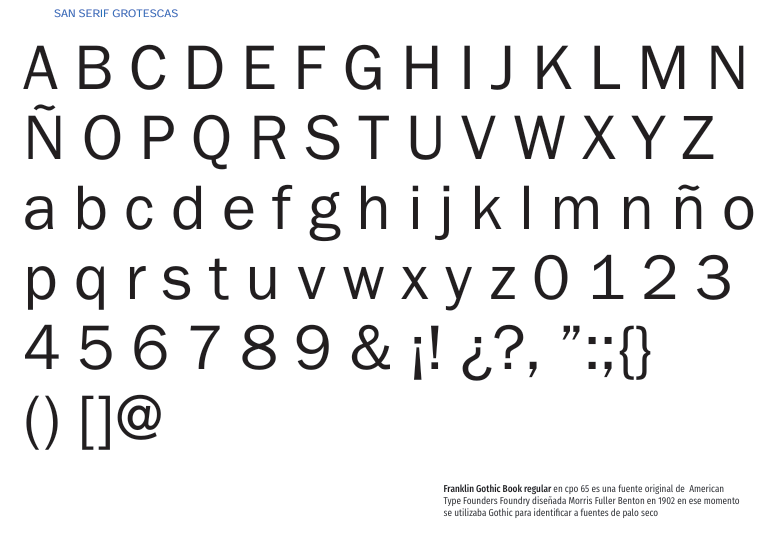 SAN SERIF GROTESCAS
A B C D E F G H I J K L M N
Ñ O P Q R S T U V W X Y Z
a b c d e f g h i j k l m n ñ o
p q r s t u v w x y z 0 1 2 3
4 5 6 7 8 9 & ¡! ¿?, ”:;{}
() []@
Franklin Gothic Book regular en cpo 65 es una fuente original de American
Type Founders Foundry diseñada Morris Fuller Benton en 1902 en ese momento
se utilizaba Gothic para identificar a fuentes de palo seco